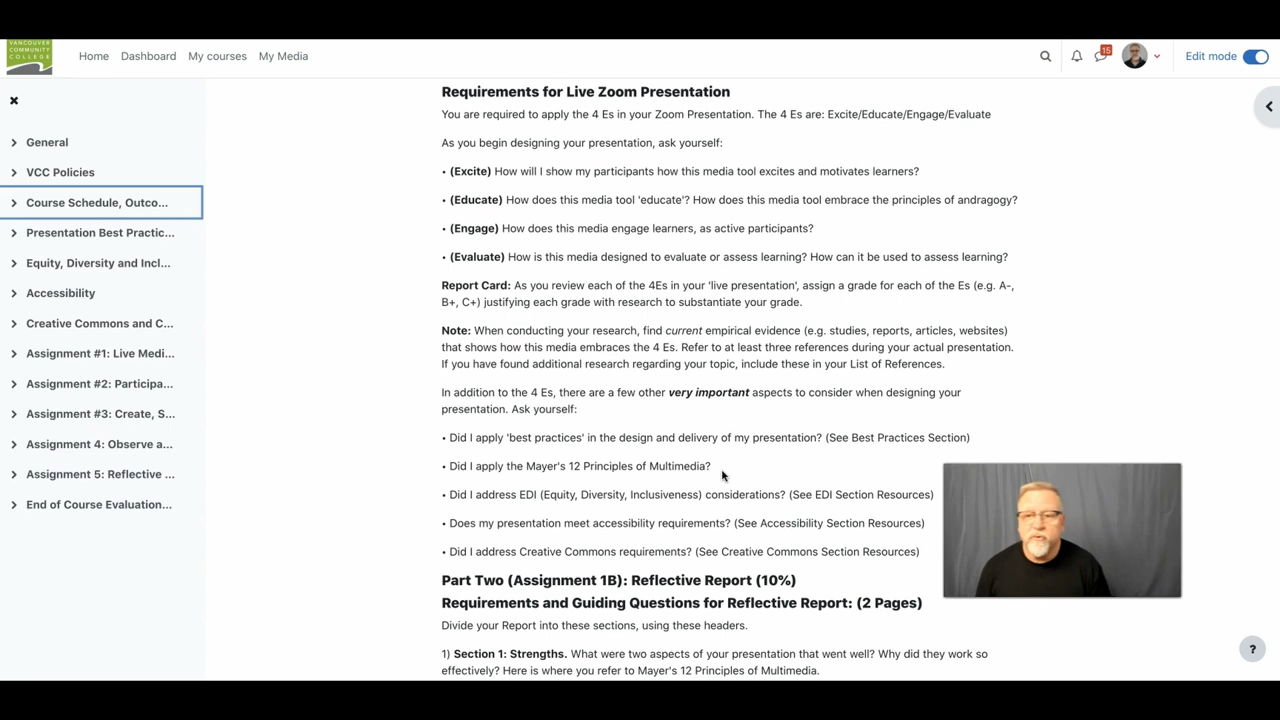 VANCOUVER
COMMUNITY
COLLEGE
Home Dashboard My courses My Media
15
Edit mode
General
VCC Policies
Course Schedule, Outco...
Presentation Best Practic...
Equity, Diversity and Incl...
Accessibility
Creative Commons and C...
Assignment #1: Live Medi...
Assignment #2: Participa...
Assignment #3: Create, S...
Assignment 4: Observe a...
Assignment 5: Reflective ...
End of Course Evaluation...
Requirements for Live Zoom Presentation
You are required to apply the 4 Es in your Zoom Presentation. The 4 Es are: Excite/Educate/Engage/Evaluate
As you begin designing your presentation, ask yourself:
• (Excite) How will I show my participants how this media tool excites and motivates learners?
• (Educate) How does this media tool 'educate'? How does this media tool embrace the principles of andragogy?
• (Engage) How does this media engage learners, as active participants?
• (Evaluate) How is this media designed to evaluate or assess learning? How can it be used to assess learning?
Report Card: As you review each of the 4Es in your 'live presentation', assign a grade for each of the Es (e.g. A-,
B+, C+) justifying each grade with research to substantiate your grade.
Note: When conducting your research, find current empirical evidence (e.g. studies, reports, articles, websites)
that shows how this media embraces the 4 Es. Refer to at least three references during your actual presentation.
If you have found additional research regarding your topic, include these in your List of References.
In addition to the 4 Es, there are a few other very important aspects to consider when designing your
presentation. Ask yourself:
• Did I apply 'best practices' in the design and delivery of my presentation? (See Best Practices Section)
• Did I apply the Mayer's 12 Principles of Multimedia?
• Did I address EDI (Equity, Diversity, Inclusiveness) considerations? (See EDI Section Resources)
• Does my presentation meet accessibility requirements? (See Accessibility Section Resources)
• Did I address Creative Commons requirements? (See Creative Commons Section Resources)
Part Two (Assignment 1B): Reflective Report (10%)
Requirements and Guiding Questions for Reflective Report: (2 Pages)
Divide your Report into these sections, using these headers.
1) Section 1: Strengths. What were two aspects of your presentation that went well? Why did they work so
effectively? Here is where you refer to Mayer's 12 Principles of Multimedia.
?